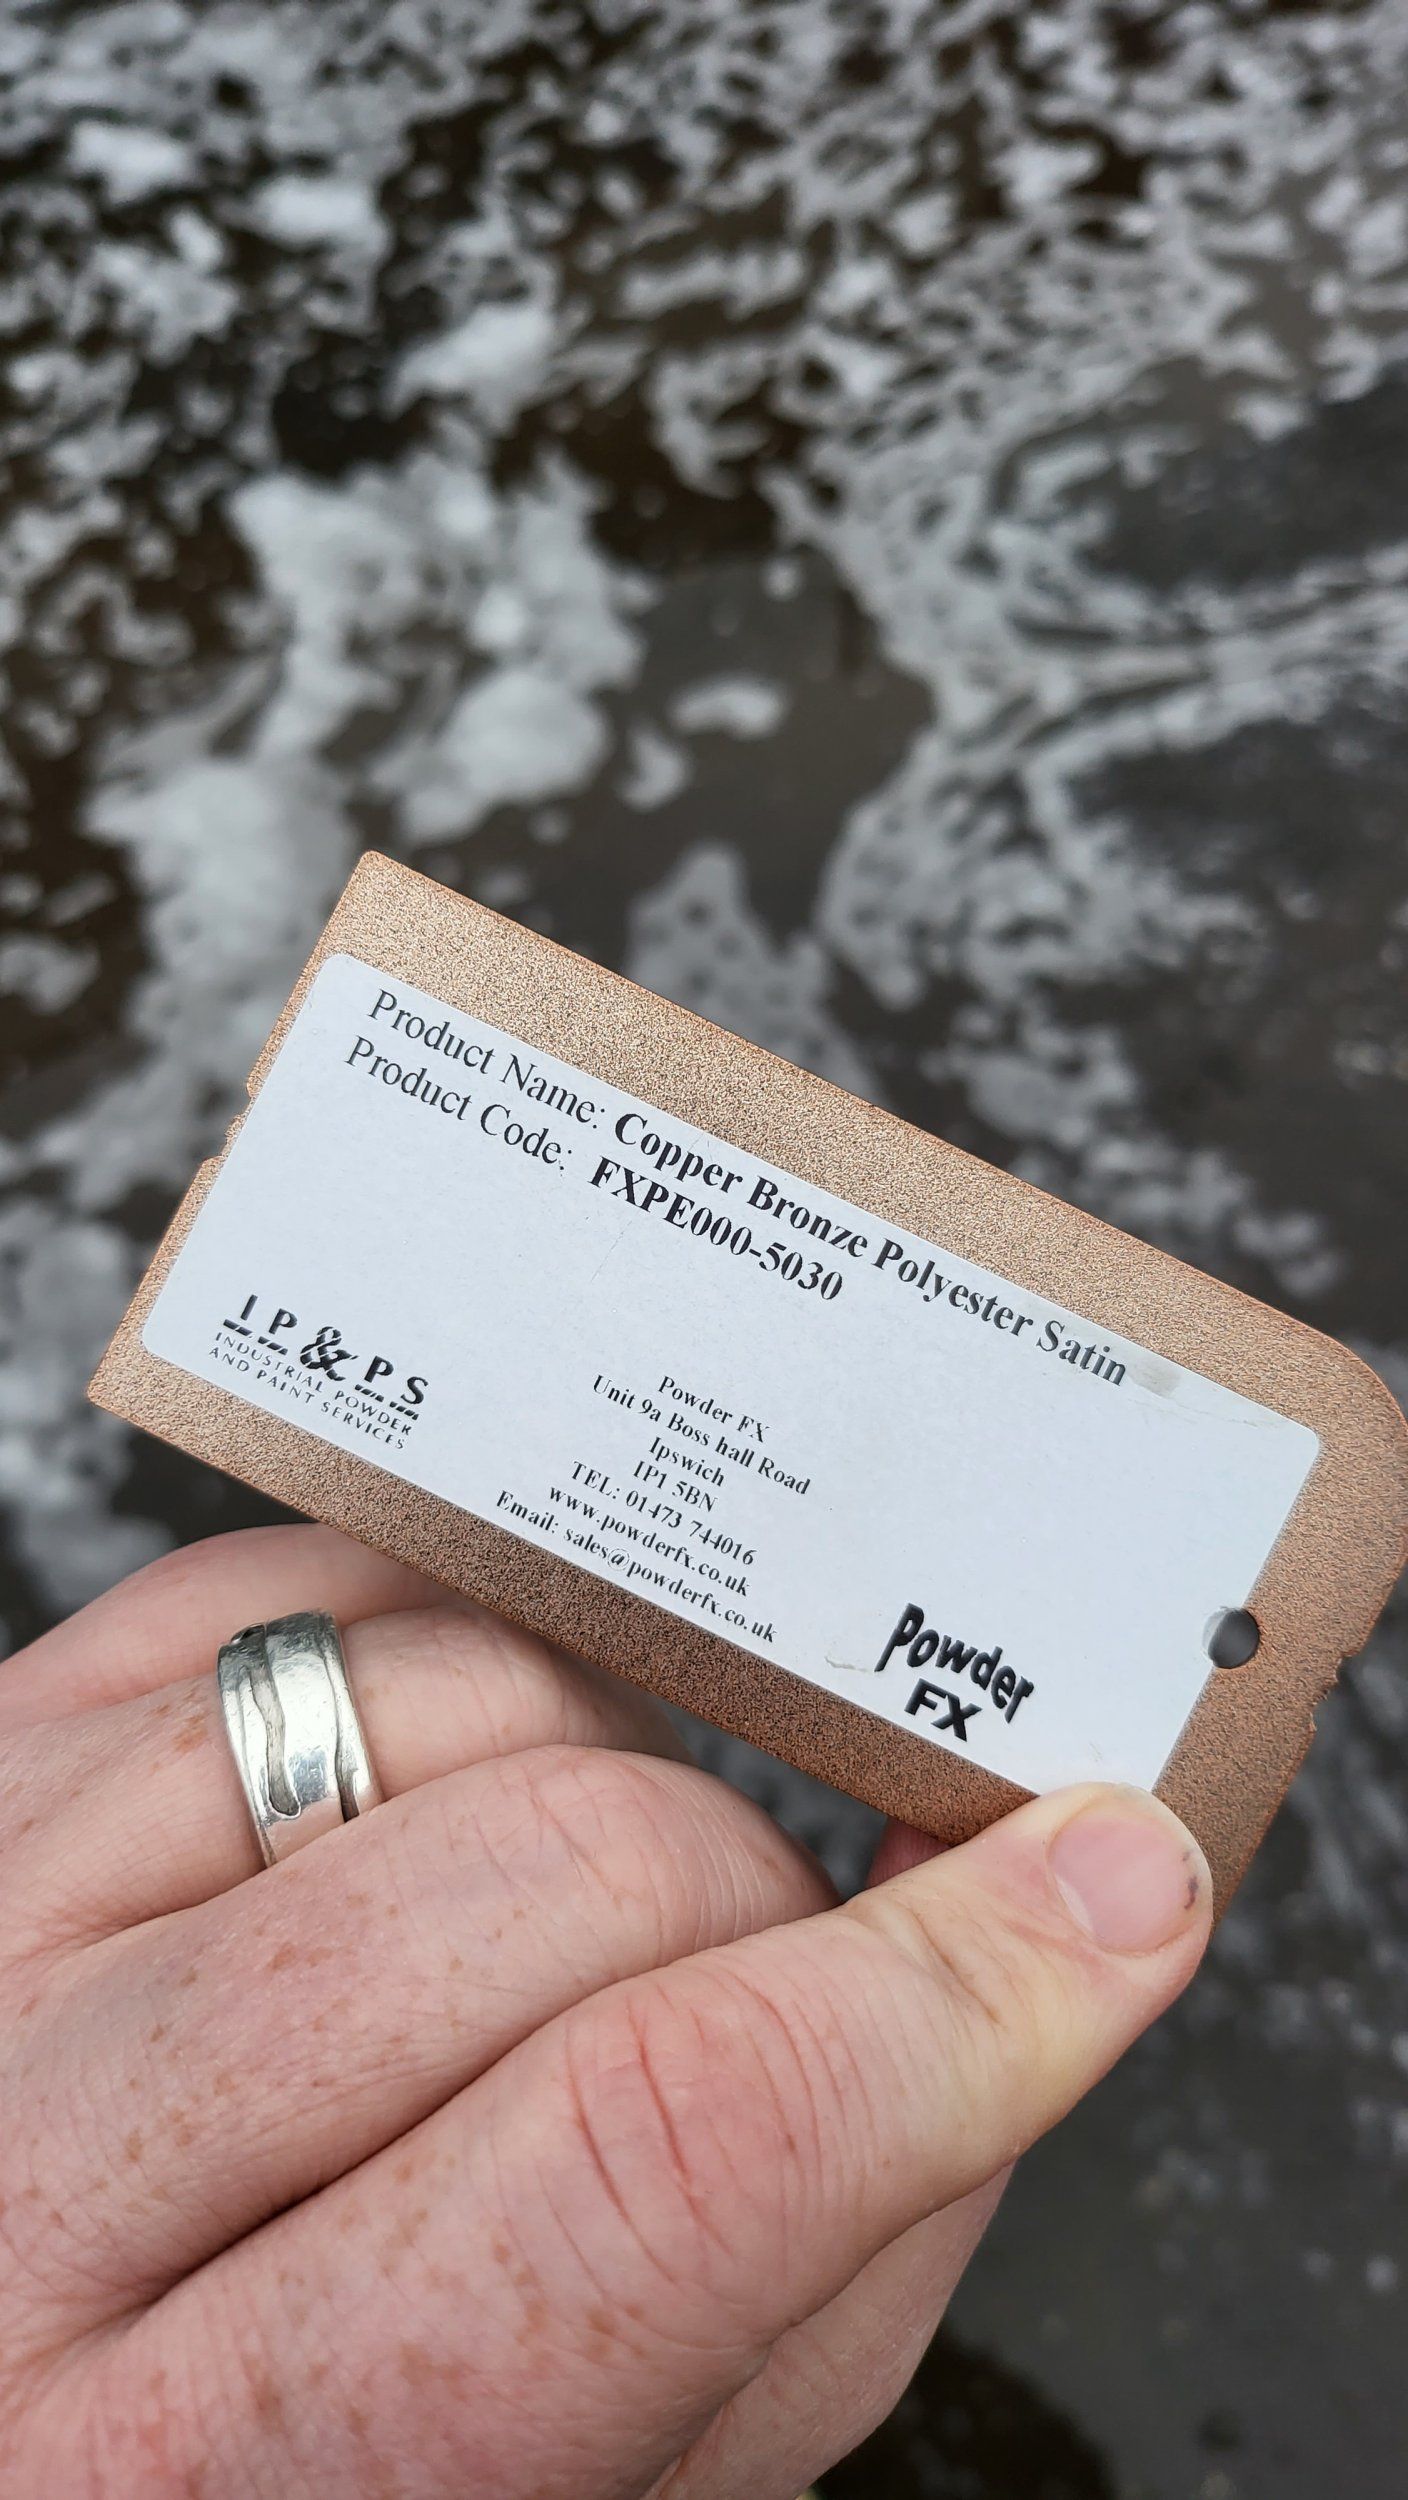 Product Name: Copper Bronze Polyester Satin
Product Code: FXPE000-5030
I P & P S
INDUSTRIAL POWDER
AND PAINT SERVICES
Powder FX
Unit 9a Boss hall Road
Ipswich
IP1 5BN
TEL: 01473 744016
www.powderfx.co.uk
Email: sales@powderfx.co.uk
Powder
FX